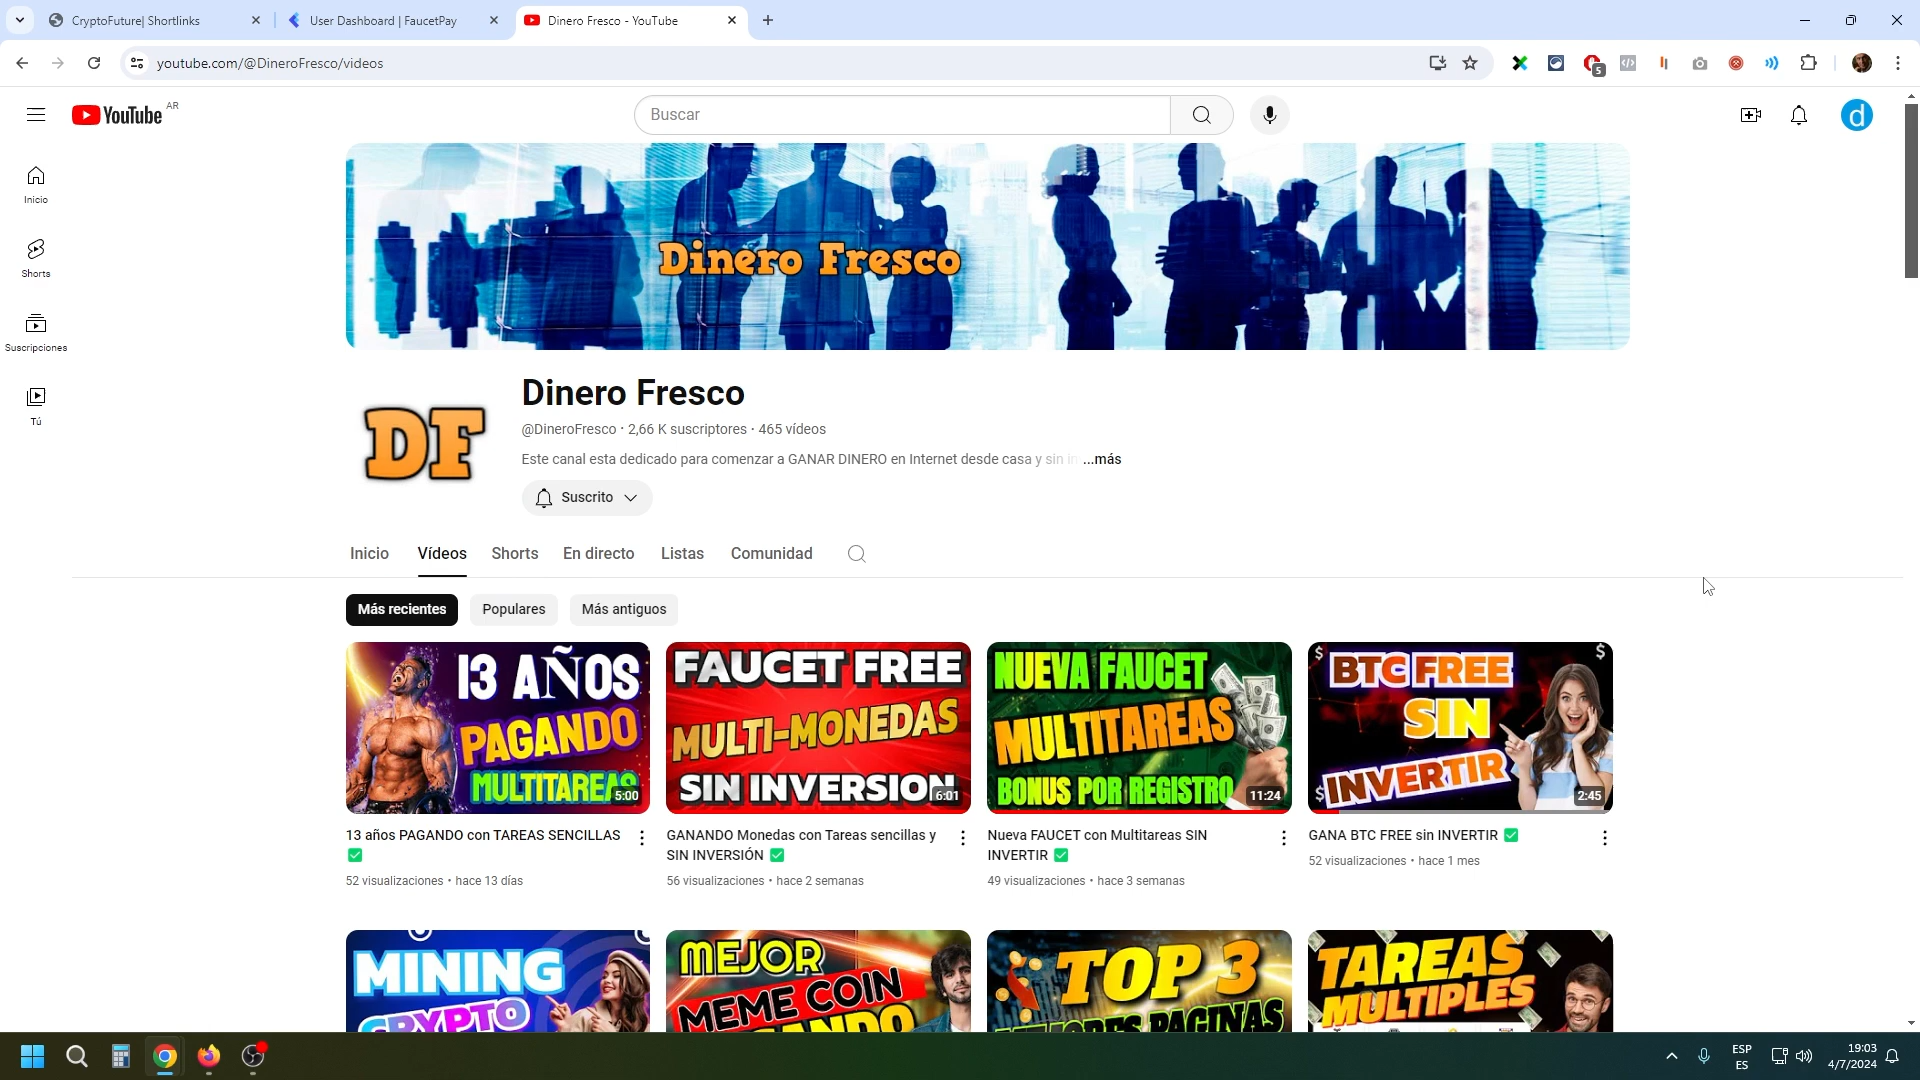 CryptoFuture| Shortlinks
User Dashboard | FaucetPay
Dinero Fresco - YouTube
youtube.com/@DineroFresco/videos
5
YouTube AR
Buscar
d
Inicio
Shorts
Suscripciones
Tú
Dinero Fresco
DF
Dinero Fresco
@DineroFresco · 2,66 K suscriptores · 465 vídeos
Este canal esta dedicado para comenzar a GANAR DINERO en Internet desde casa y sin in ...más
Suscrito
Inicio Vídeos Shorts En directo Listas Comunidad
Más recientes Populares Más antiguos
13 AÑOS
PAGANDO
MULTITAREAS
5:00
13 años PAGANDO con TAREAS SENCILLAS
✅
52 visualizaciones • hace 13 días
FAUCET FREE
MULTI-MONEDAS
SIN INVERSION
6:01
GANANDO Monedas con Tareas sencillas y
SIN INVERSIÓN ✅
56 visualizaciones • hace 2 semanas
NUEVA FAUCET
MULTITAREAS
BONUS POR REGISTRO
11:24
Nueva FAUCET con Multitareas SIN
INVERTIR ✅
49 visualizaciones • hace 3 semanas
$ BTC FREE $
SIN
$ INVERTIR
2:45
GANA BTC FREE sin INVERTIR ✅
52 visualizaciones • hace 1 mes
MINING
CRYPTO
MEJOR
MEME COIN
TOP 3
MEJORES PAGINAS
TAREAS
MULTIPLES
ESP
ES
19:03
4/7/2024